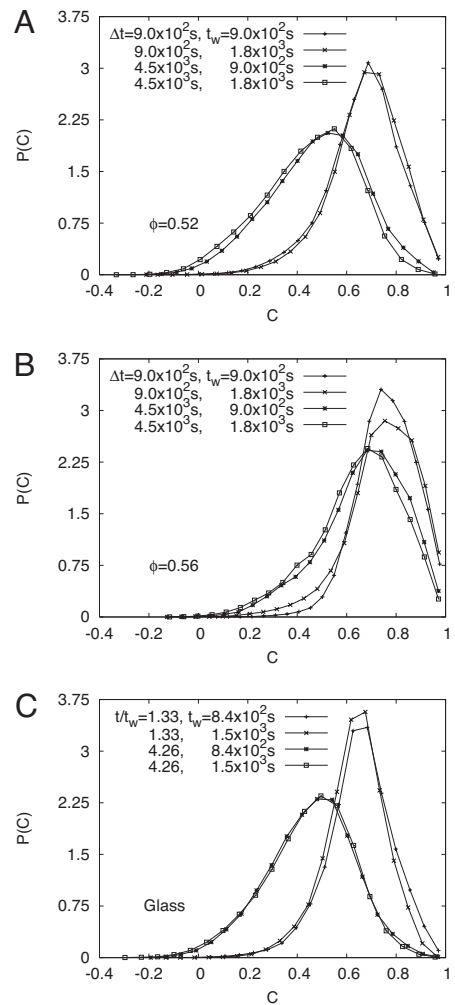 A
Δt=9.0x10²s, t_w=9.0x10²s
9.0x10²s, 1.8x10³s
4.5x10³s, 9.0x10²s
4.5x10³s, 1.8x10³s
3.75
3
2.25
1.5
0.75
0
P(C)
ϕ=0.52
-0.4 -0.2 0 0.2 0.4 0.6 0.8 1
C
B
Δt=9.0x10²s, t_w=9.0x10²s
9.0x10²s, 1.8x10³s
4.5x10³s, 9.0x10²s
4.5x10³s, 1.8x10³s
3.75
3
2.25
1.5
0.75
0
P(C)
ϕ=0.56
-0.4 -0.2 0 0.2 0.4 0.6 0.8 1
C
C
t/t_w=1.33, t_w=8.4x10²s
1.33, 1.5x10³s
4.26, 8.4x10²s
4.26, 1.5x10³s
3.75
3
2.25
1.5
0.75
0
P(C)
Glass
-0.4 -0.2 0 0.2 0.4 0.6 0.8 1
C